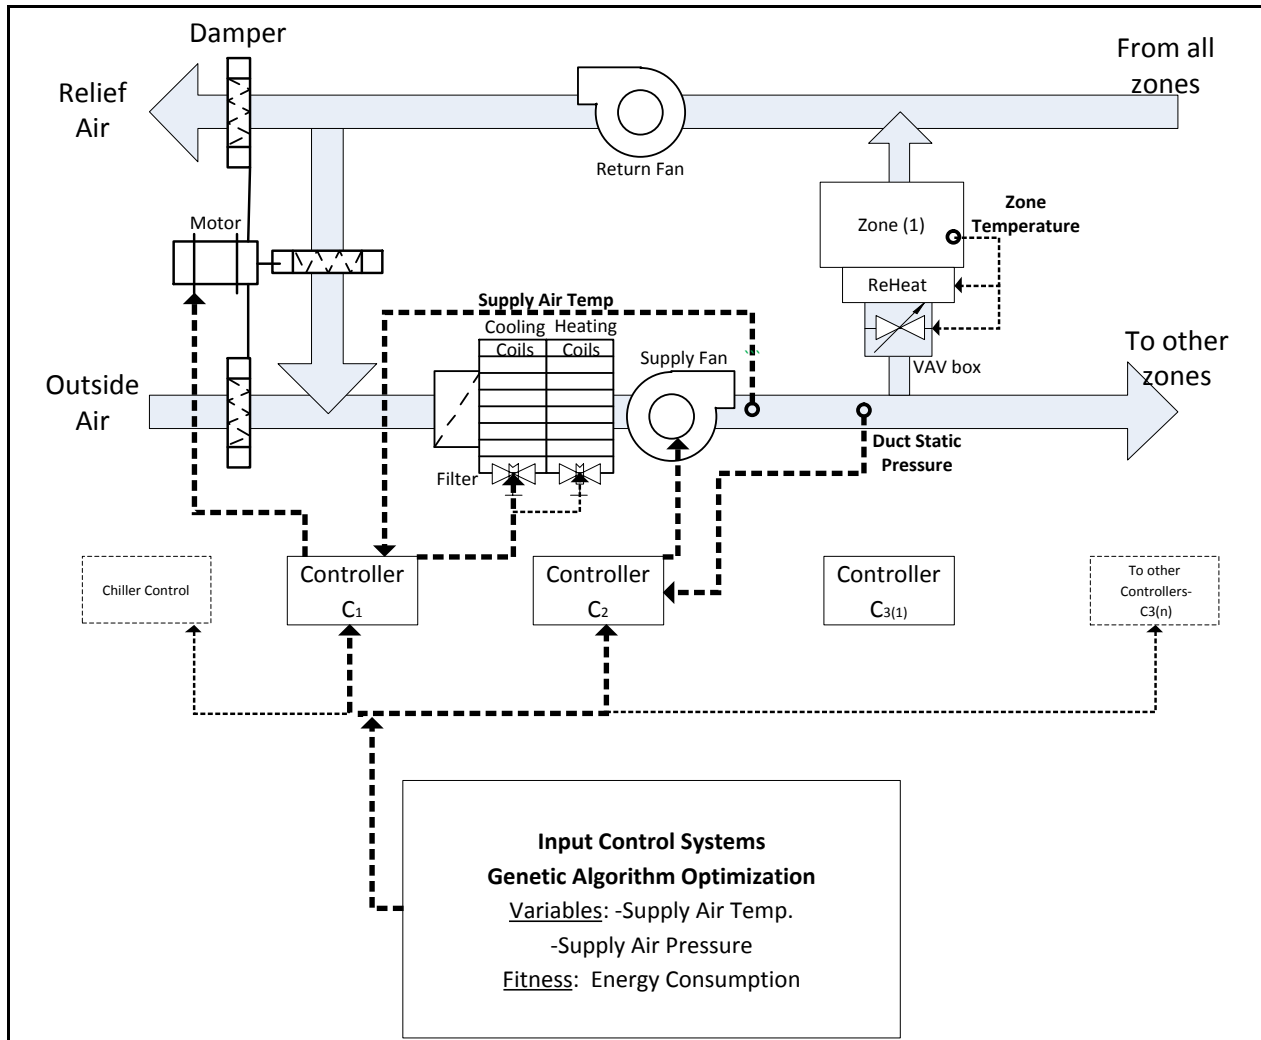 Damper
From all
zones
Relief
Air
Return Fan
Motor
Zone (1)
Zone
Temperature
ReHeat
Supply Air Temp
Cooling
Coils
Heating
Coils
Supply Fan
VAV box
To other
zones
Outside
Air
Filter
Duct Static
Pressure
Chiller Control
Controller
C1
Controller
C2
Controller
C3(1)
To other
Controllers-
C3(n)
Input Control Systems
Genetic Algorithm Optimization
Variables: -Supply Air Temp.
-Supply Air Pressure
Fitness: Energy Consumption